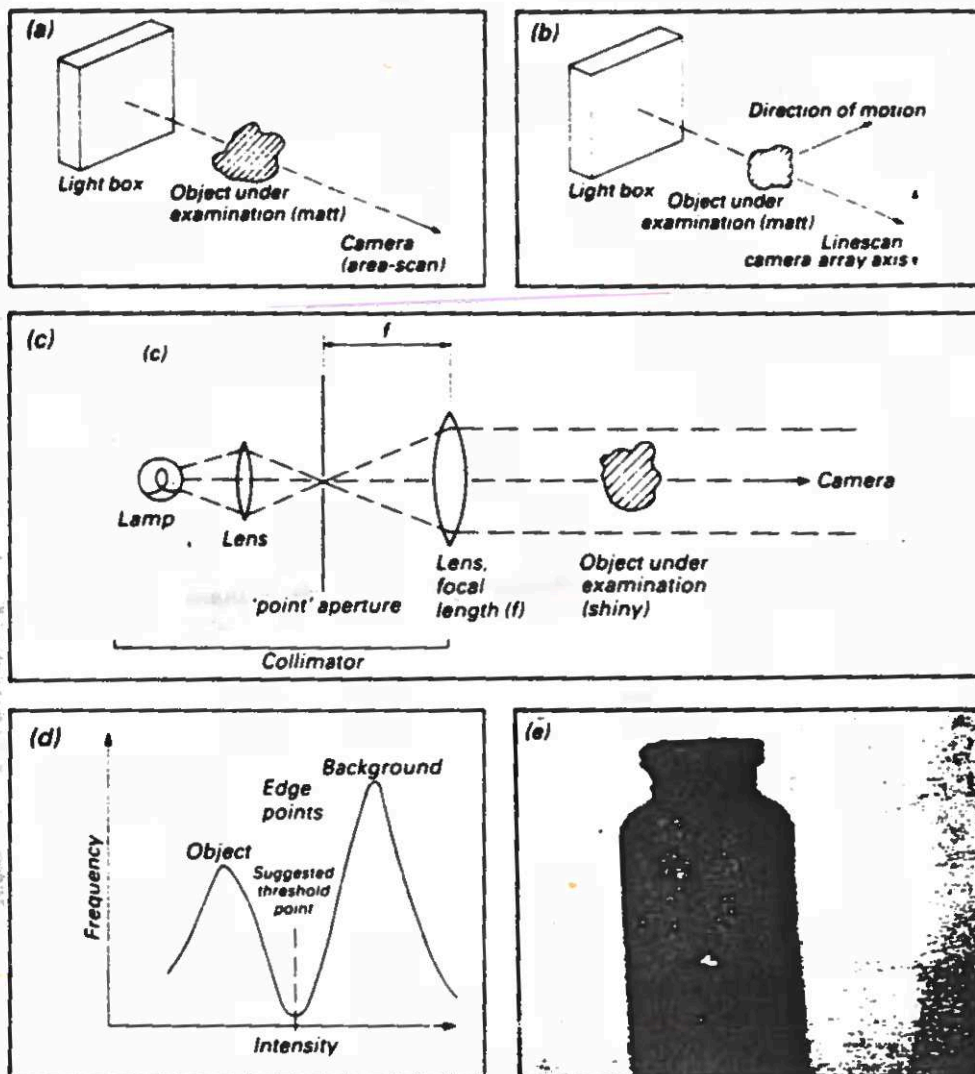 (a)
Light box
Object under
examination (matt)
Camera
(area-scan)
(b)
Direction of motion
Light box
Object under
examination (matt)
Linescan
camera array axis
(c)
(c)
f
Lamp
Lens
'point' aperture
Lens,
focal
length (f)
Object under
examination
(shiny)
Camera
Collimator
(d)
Frequency
Object
Edge
points
Background
Suggested
threshold
point
Intensity
(e)